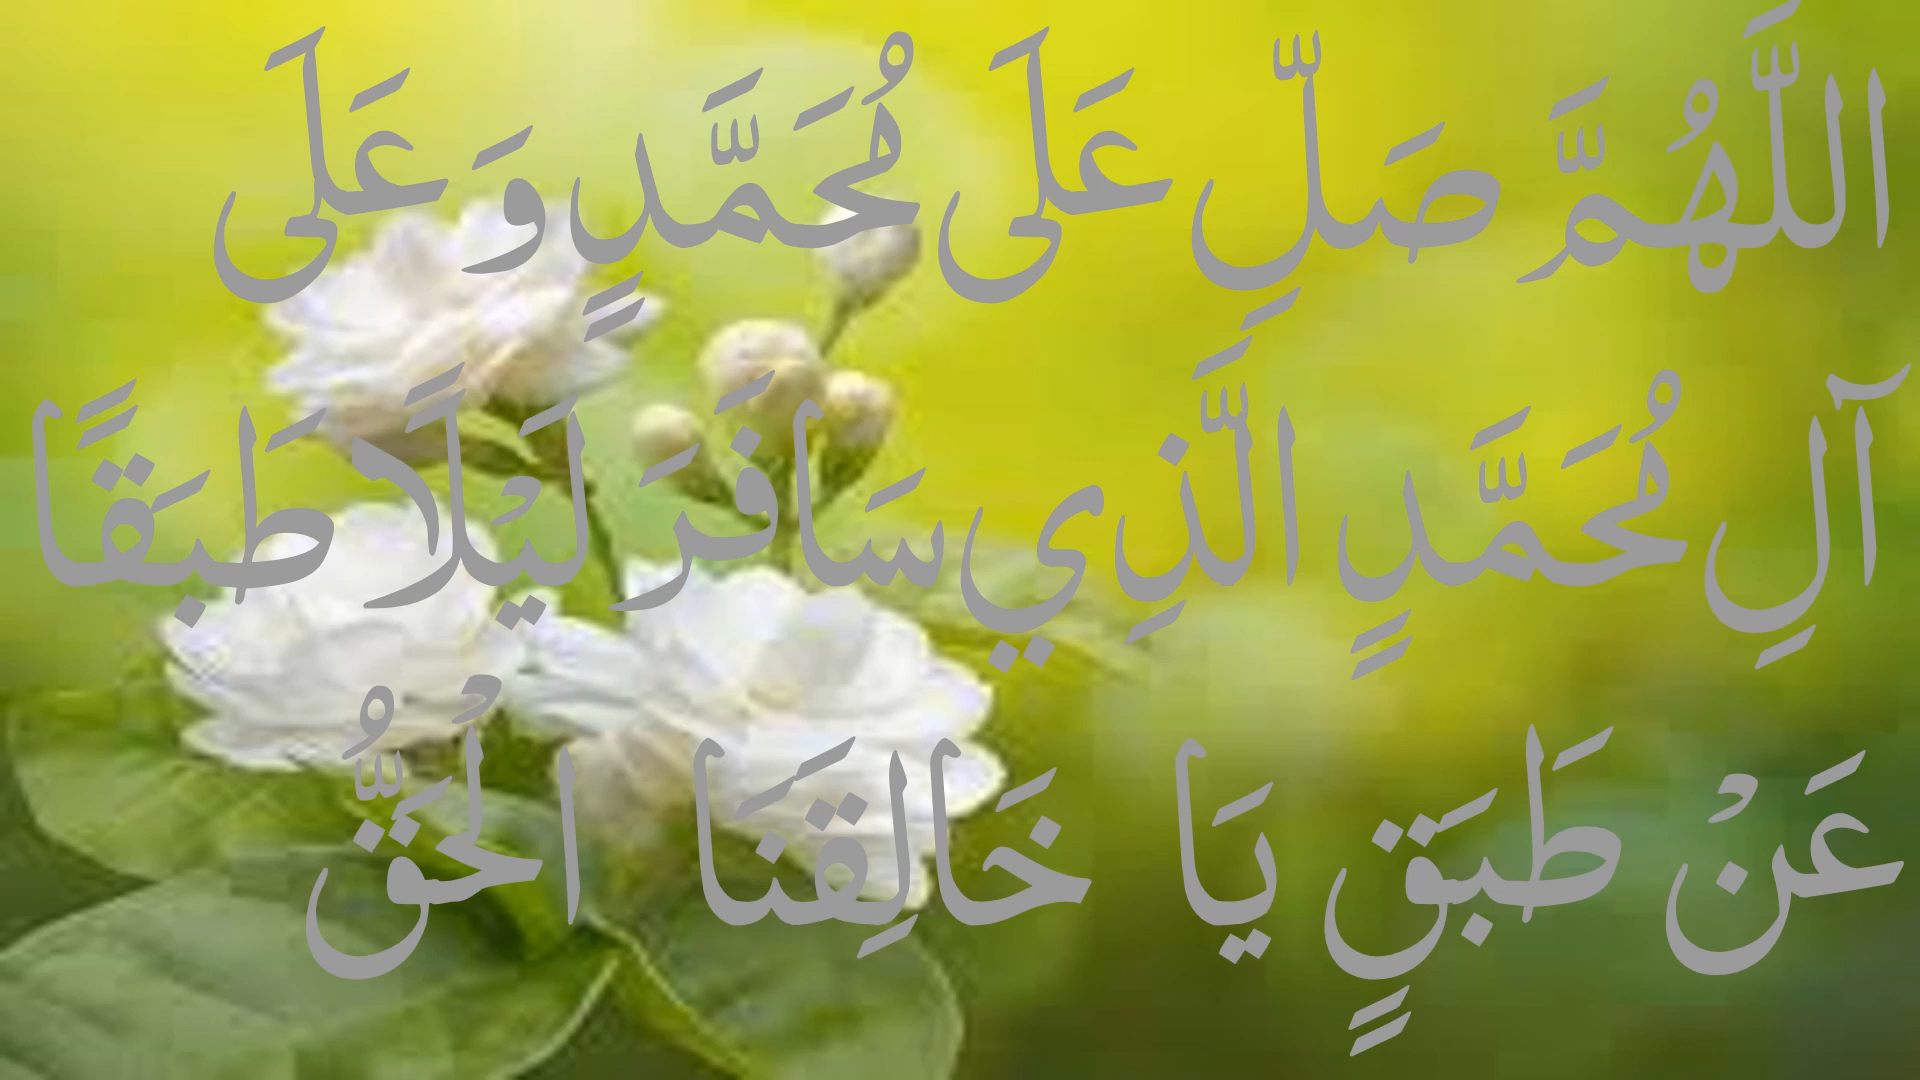 اللَّهُمَّ صَلِّ عَلَى مُحَمَّدٍ وَعَلَى
آلِ مُحَمَّدٍ الَّذِي سَافَرَ لَيْلًا طَبَقًا
عَنْ طَبَقٍ يَا خَالِقَنَا الْحَقُّ